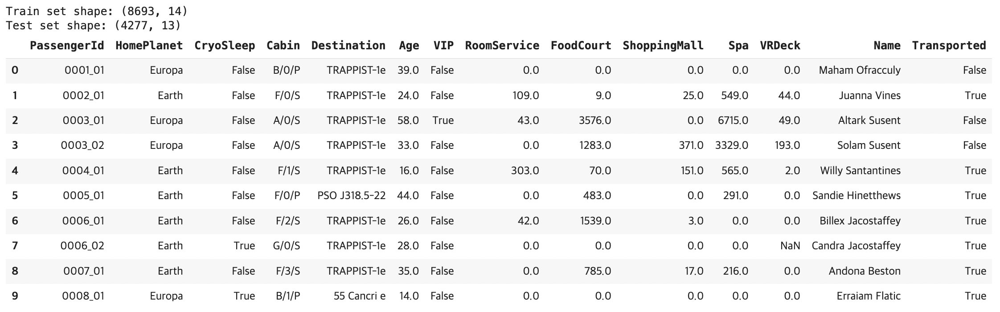 Train set shape: (8693, 14)
Test set shape: (4277, 13)
PassengerId HomePlanet CryoSleep Cabin Destination Age VIP RoomService FoodCourt ShoppingMall Spa VRDeck Name Transported
0 0001_01 Europa False B/0/P TRAPPIST-1e 39.0 False 0.0 0.0 0.0 0.0 0.0 Maham Ofracculy False
1 0002_01 Earth False F/0/S TRAPPIST-1e 24.0 False 109.0 9.0 25.0 549.0 44.0 Juanna Vines True
2 0003_01 Europa False A/0/S TRAPPIST-1e 58.0 True 43.0 3576.0 0.0 6715.0 49.0 Altark Susent False
3 0003_02 Europa False A/0/S TRAPPIST-1e 33.0 False 0.0 1283.0 371.0 3329.0 193.0 Solam Susent False
4 0004_01 Earth False F/1/S TRAPPIST-1e 16.0 False 303.0 70.0 151.0 565.0 2.0 Willy Santantines True
5 0005_01 Earth False F/0/P PSO J318.5-22 44.0 False 0.0 483.0 0.0 291.0 0.0 Sandie Hinetthews True
6 0006_01 Earth False F/2/S TRAPPIST-1e 26.0 False 42.0 1539.0 3.0 0.0 0.0 Billex Jacostaffey True
7 0006_02 Earth True G/0/S TRAPPIST-1e 28.0 False 0.0 0.0 0.0 0.0 NaN Candra Jacostaffey True
8 0007_01 Earth False F/3/S TRAPPIST-1e 35.0 False 0.0 785.0 17.0 216.0 0.0 Andona Beston True
9 0008_01 Europa True B/1/P 55 Cancri e 14.0 False 0.0 0.0 0.0 0.0 0.0 Erraiam Flatic True